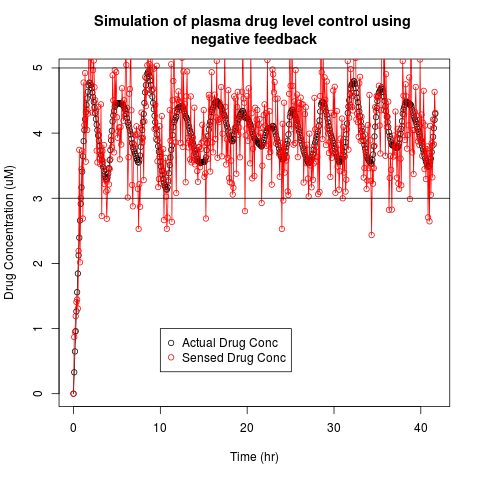 Simulation of plasma drug level control using
negative feedback
Drug Concentration (uM)
5
4
3
2
1
0
Actual Drug Conc
Sensed Drug Conc
0 10 20 30 40
Time (hr)